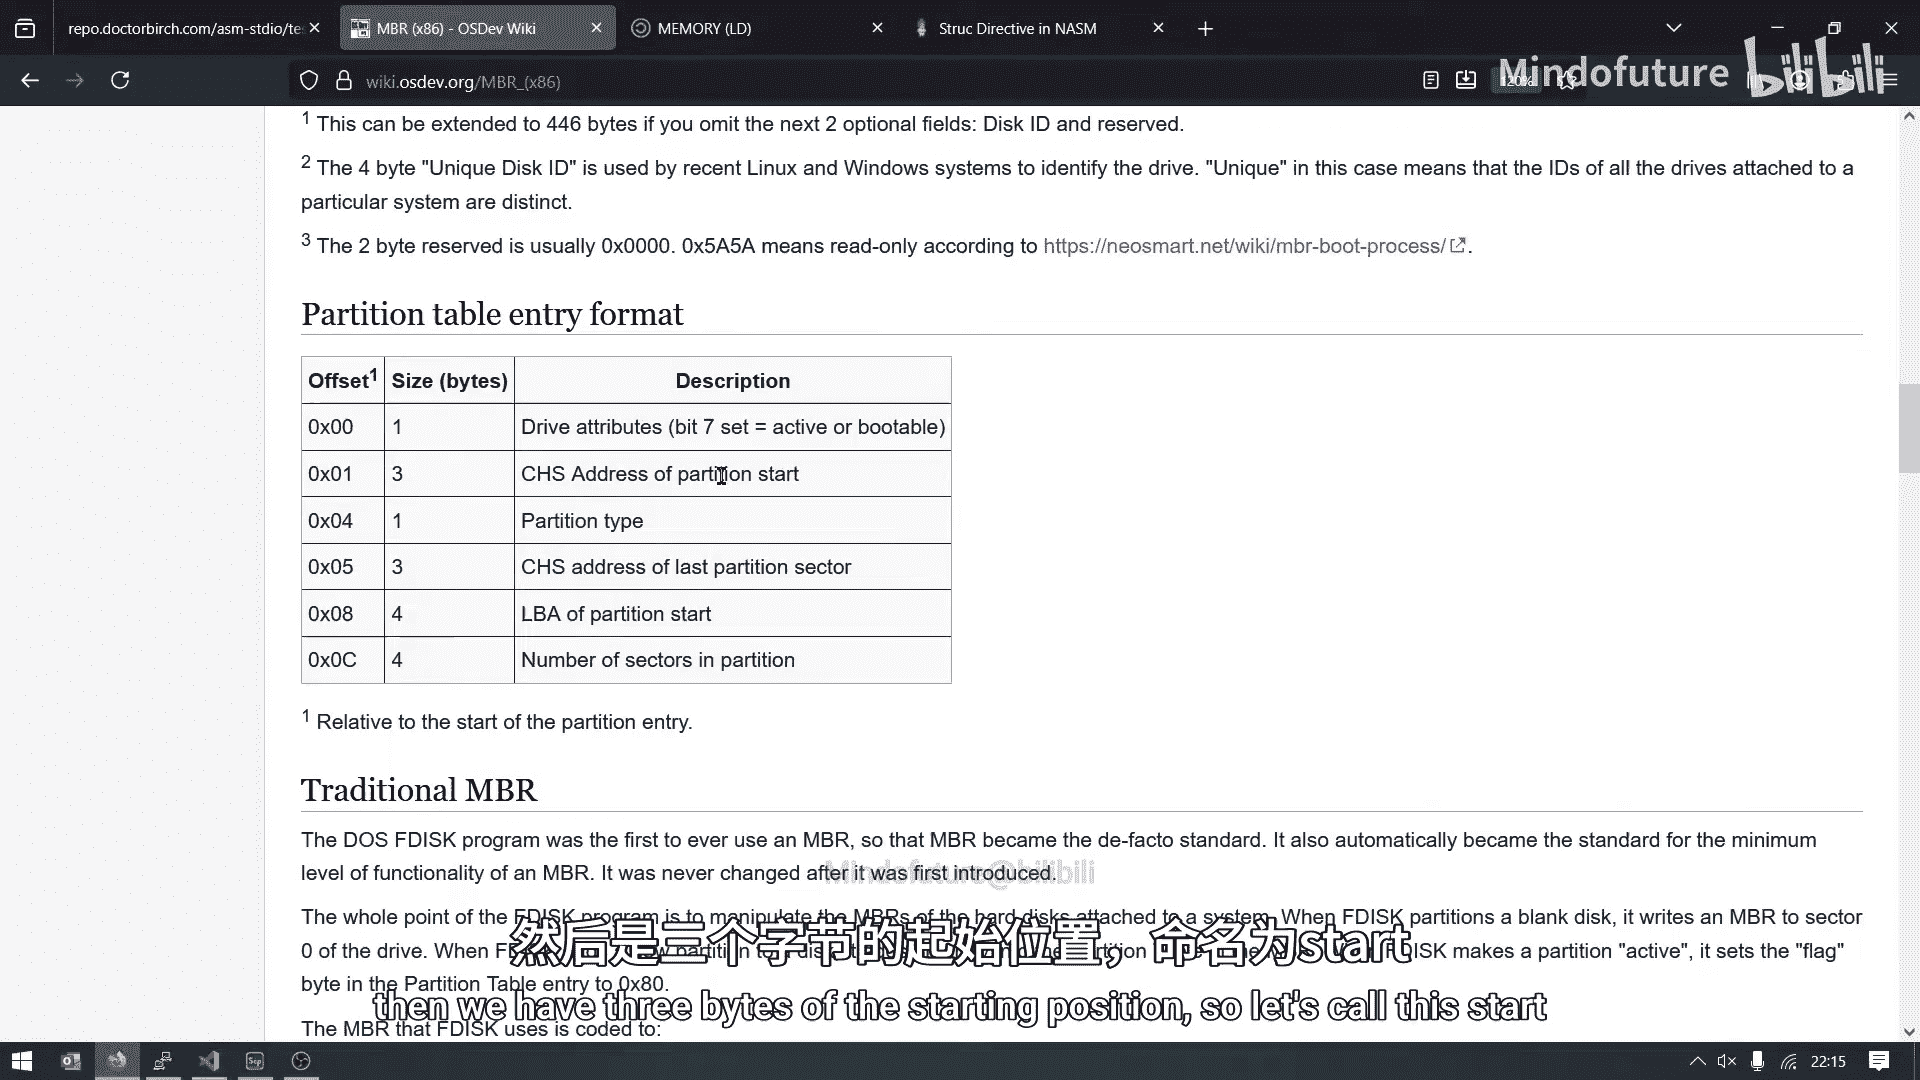 repo.doctorbirch.com/asm-stdio/te
MBR (x86) - OSDev Wiki
MEMORY (LD)
Struc Directive in NASM
wiki.osdev.org/MBR_(x86)
120%
Mindofuture bilibili
1 This can be extended to 446 bytes if you omit the next 2 optional fields: Disk ID and reserved.
2 The 4 byte "Unique Disk ID" is used by recent Linux and Windows systems to identify the drive. "Unique" in this case means that the IDs of all the drives attached to a
particular system are distinct.
3 The 2 byte reserved is usually 0x0000. 0x5A5A means read-only according to https://neosmart.net/wiki/mbr-boot-process/.
Partition table entry format
Offset1 Size (bytes) Description
0x00 1 Drive attributes (bit 7 set = active or bootable)
0x01 3 CHS Address of partition start
0x04 1 Partition type
0x05 3 CHS address of last partition sector
0x08 4 LBA of partition start
0x0C 4 Number of sectors in partition
1 Relative to the start of the partition entry.
Traditional MBR
The DOS FDISK program was the first to ever use an MBR, so that MBR became the de-facto standard. It also automatically became the standard for the minimum
level of functionality of an MBR. It was never changed after it was first introduced.
Mindofuture@bilibili
The whole point of the FDISK program is to manipulate the MBRs of the hard disks attached to a system. When FDISK partitions a blank disk, it writes an MBR to sector
0 of the drive. When partition FDISK makes a partition "active", it sets the "flag"
byte in the Partition Table entry to 0x80.
The MBR that FDISK uses is coded to:
然后是三个字节的起始位置，命名为start
then we have three bytes of the starting position, so let's call this start
22:15